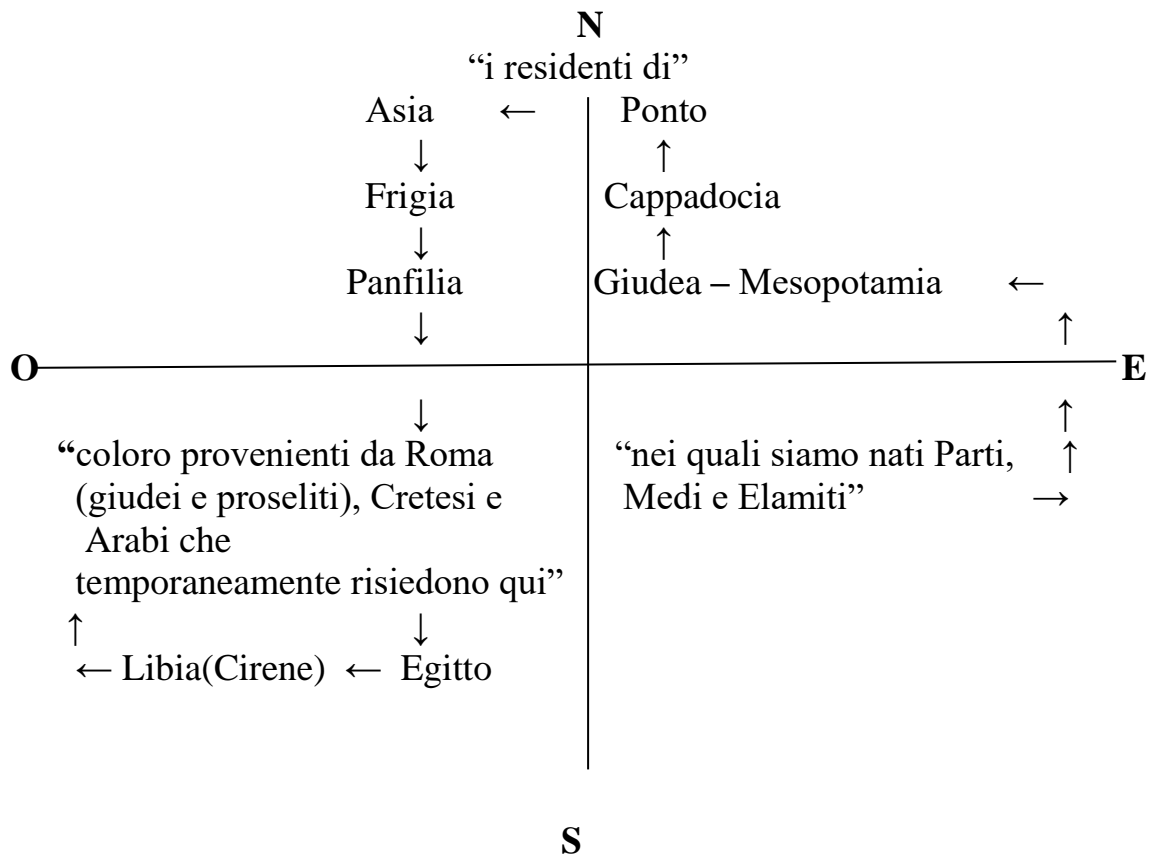 N
“i residenti di”
Asia ← Ponto
↓ ↑
Frigia Cappadocia
↓ ↑
Panfilia Giudea – Mesopotamia ←
↓ ↑
O E
↓ ↑
“coloro provenienti da Roma “nei quali siamo nati Parti, ↑
(giudei e proseliti), Cretesi e Medi e Elamiti” →
Arabi che
temporaneamente risiedono qui”
↑ ↓
← Libia(Cirene) ← Egitto
S